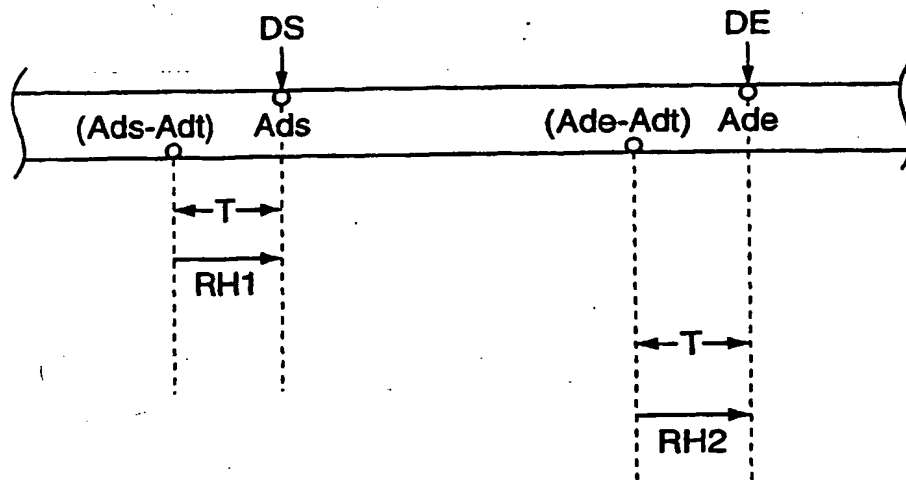 DS DE
(Ads-Adt) Ads (Ade-Adt) Ade
T
RH1
T
RH2